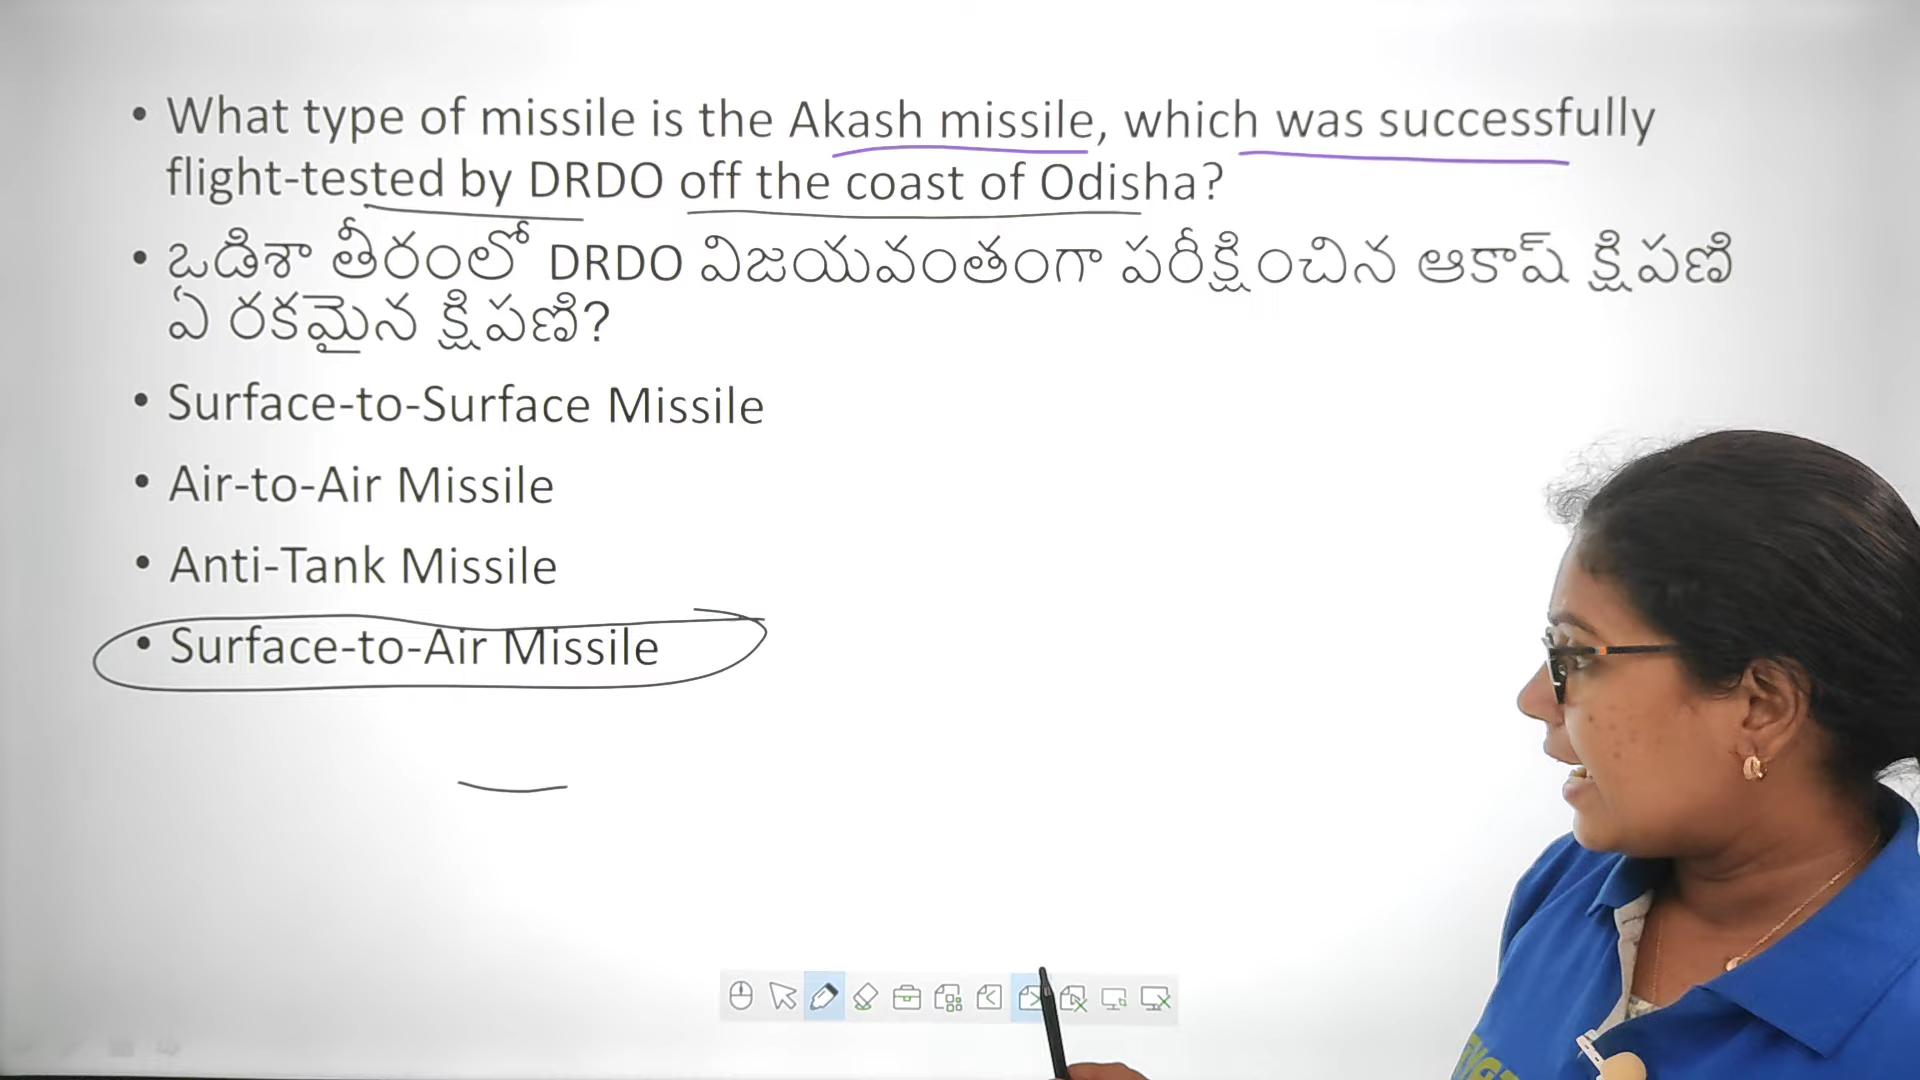 • What type of missile is the Akash missile, which was successfully
flight-tested by DRDO off the coast of Odisha?
• ఒడిశా తీరంలో DRDO విజయవంతంగా పరీక్షించిన ఆకాష్ క్షిపణి
ఏ రకమైన క్షిపణి?
• Surface-to-Surface Missile
• Air-to-Air Missile
• Anti-Tank Missile
• Surface-to-Air Missile